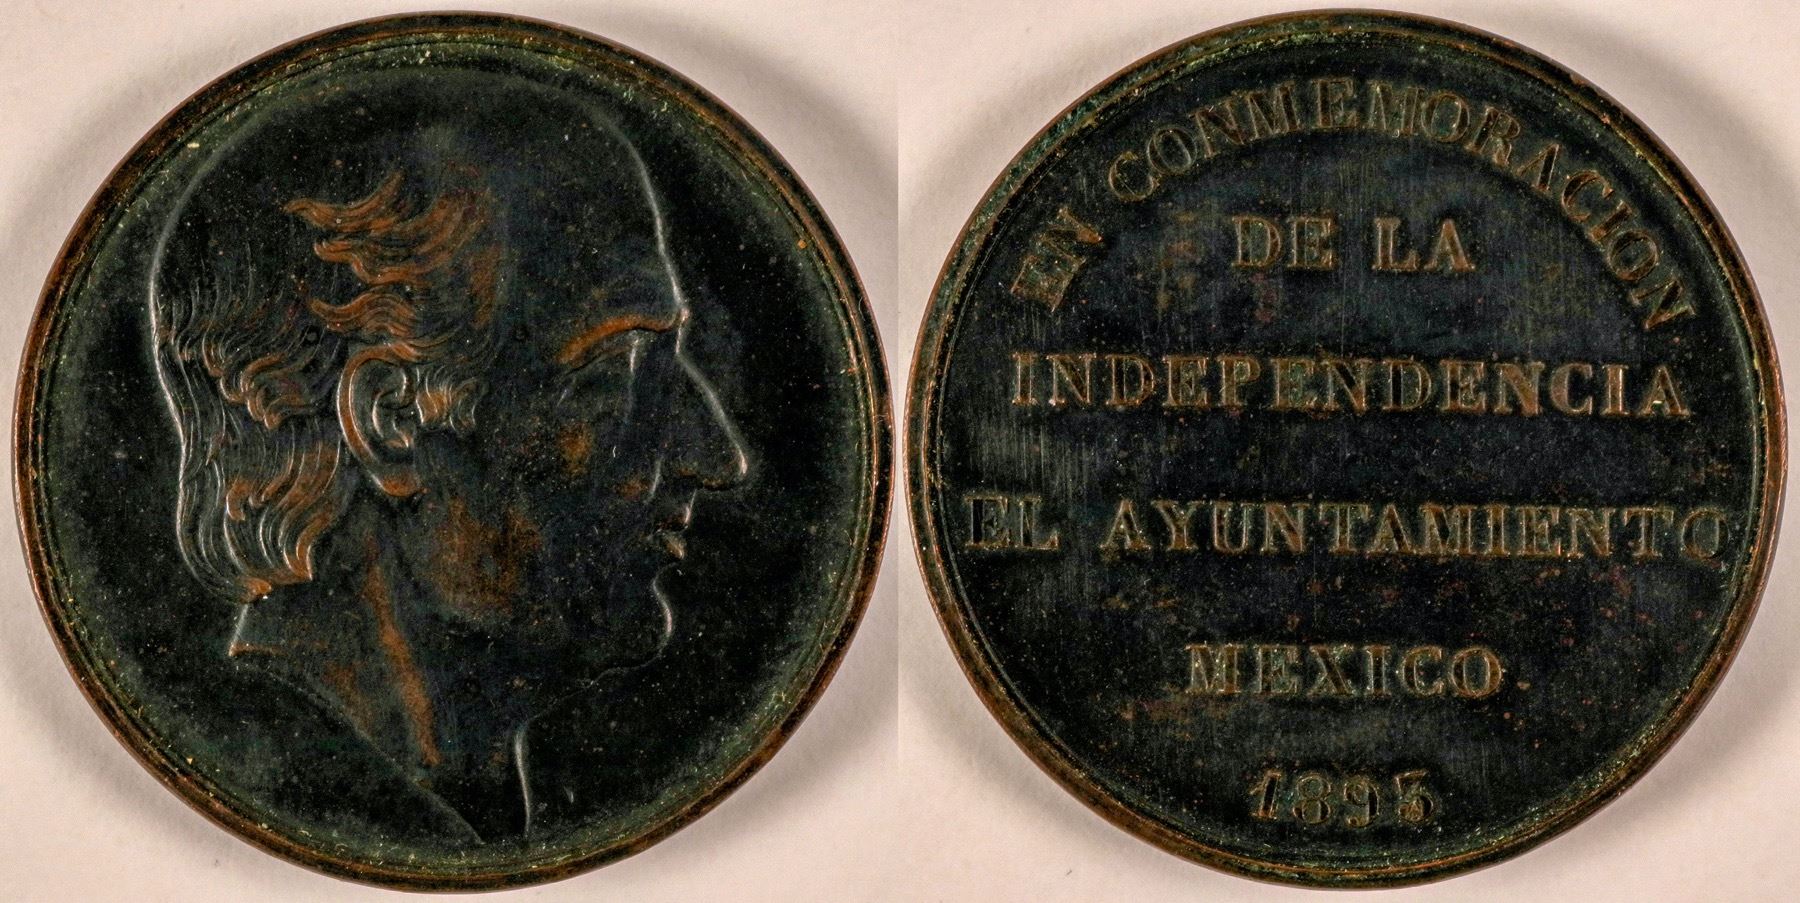 EN CONMEMORACION
DE LA
INDEPENDENCIA
EL AYUNTAMIENTO
MEXICO
1895